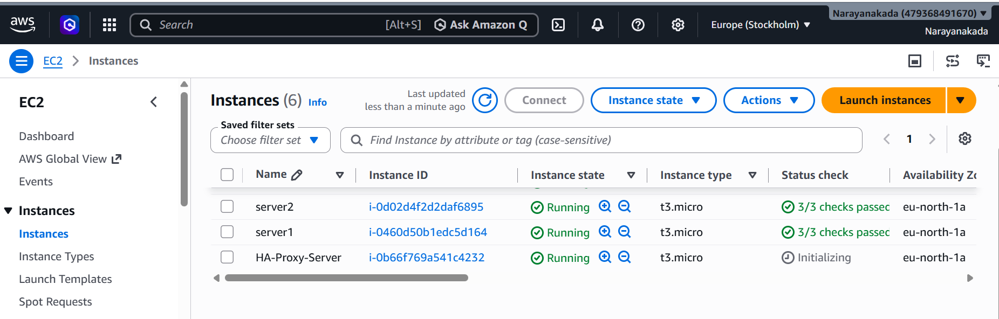 aws
Search [Alt+S] Ask Amazon Q
Europe (Stockholm)
Narayanakada (479368491670)
Narayanakada
EC2 Instances
EC2
Dashboard
AWS Global View
Events
Instances
Instances
Instance Types
Launch Templates
Spot Requests
Instances (6) Info
Last updated
less than a minute ago
Connect
Instance state
Actions
Launch instances
Saved filter sets
Choose filter set
Find Instance by attribute or tag (case-sensitive)
1
Name Instance ID Instance state Instance type Status check Availability Zo
server2 i-0d02d4f2d2daf6895 Running t3.micro 3/3 checks passed eu-north-1a
server1 i-0460d50b1edc5d164 Running t3.micro 3/3 checks passed eu-north-1a
HA-Proxy-Server i-0b66f769a541c4232 Running t3.micro Initializing eu-north-1a